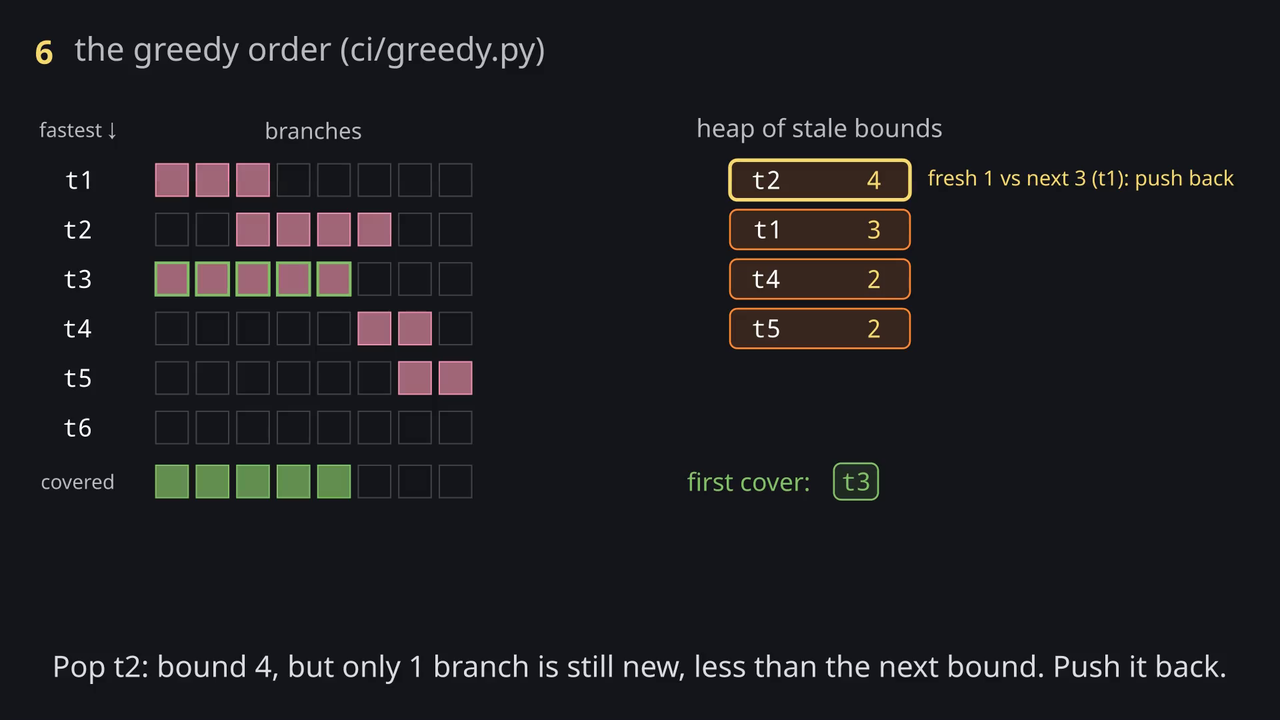 6 the greedy order (ci/greedy.py)
fastest ↓ branches
heap of stale bounds
t1
t2
t3
t4
t5
t6
covered
t2 4 fresh 1 vs next 3 (t1): push back
t1 3
t4 2
t5 2
first cover: t3
Pop t2: bound 4, but only 1 branch is still new, less than the next bound. Push it back.